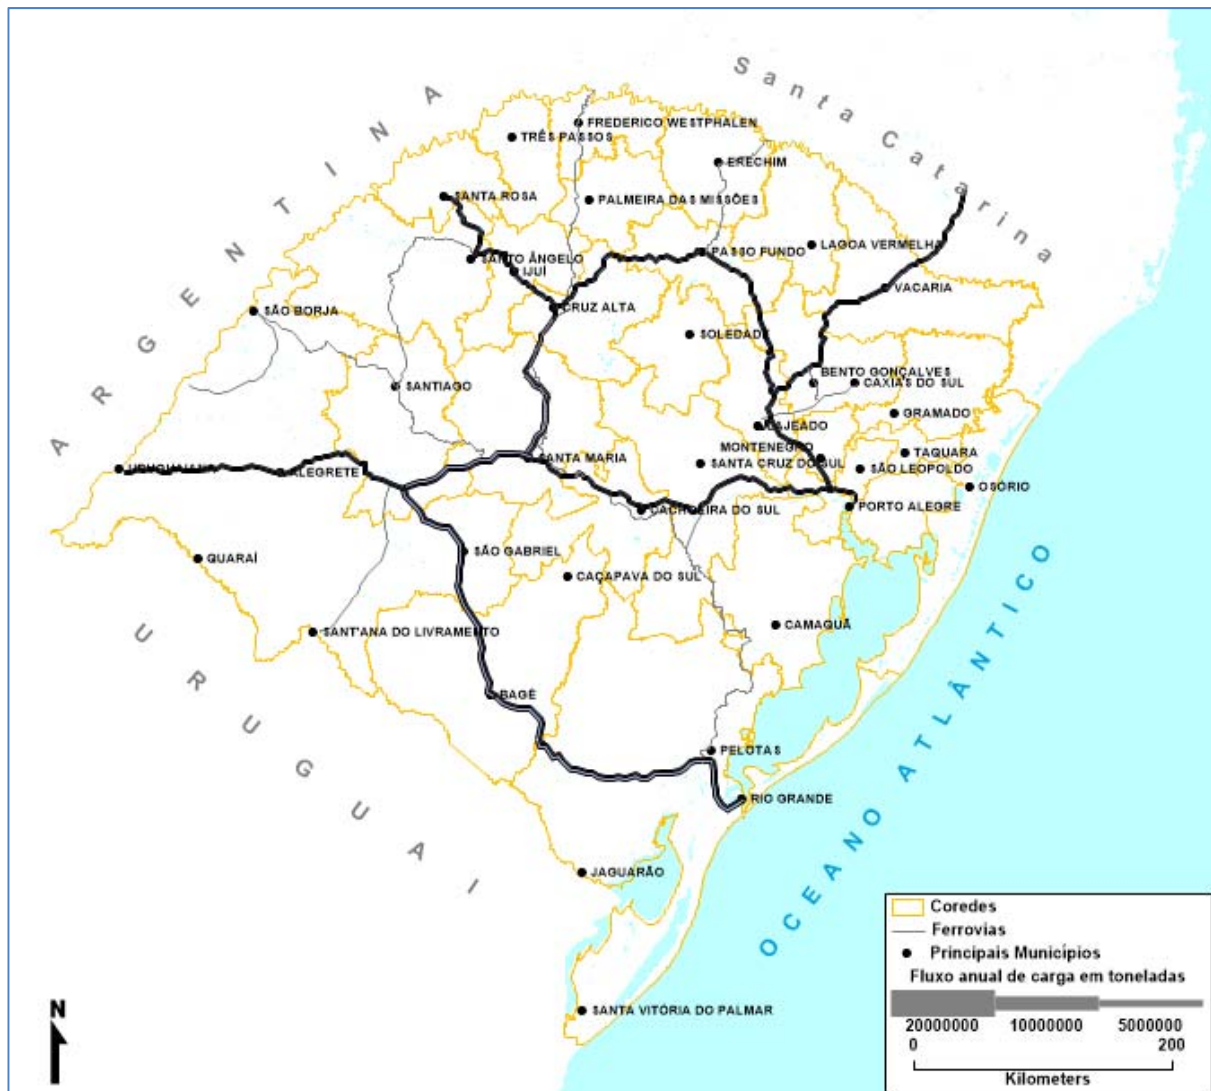 Santa Catarina
ARGENTINA
FREDERICO WESTPHALEN
TRÊS PASSOS
ERECHIM
SANTA ROSA
PALMEIRA DAS MISSÕES
LAGOA VERMELHA
PASSO FUNDO
SANTO ÂNGELO
IJUÍ
VACARIA
CRUZ ALTA
SÃO BORJA
SOLEDADE
BENTO GONÇALVES
SANTIAGO
CAXIAS DO SUL
GRAMADO
LAJEADO
MONTENEGRO
TAQUARA
SANTA MARIA
SANTA CRUZ DO SUL
SÃO LEOPOLDO
URUGUAIANA
ALEGRETE
OSÓRIO
CACHOEIRA DO SUL
PORTO ALEGRE
SÃO GABRIEL
QUARAÍ
CAÇAPAVA DO SUL
CAMAQUÃ
SANT'ANA DO LIVRAMENTO
URUGUAI
BAGÉ
OCEANO ATLÂNTICO
PELOTAS
RIO GRANDE
JAGUARÃO
SANTA VITÓRIA DO PALMAR
N
Coredes
Ferrovias
Principais Municípios
Fluxo anual de carga em toneladas
20000000 10000000 5000000
0 200
Kilometers